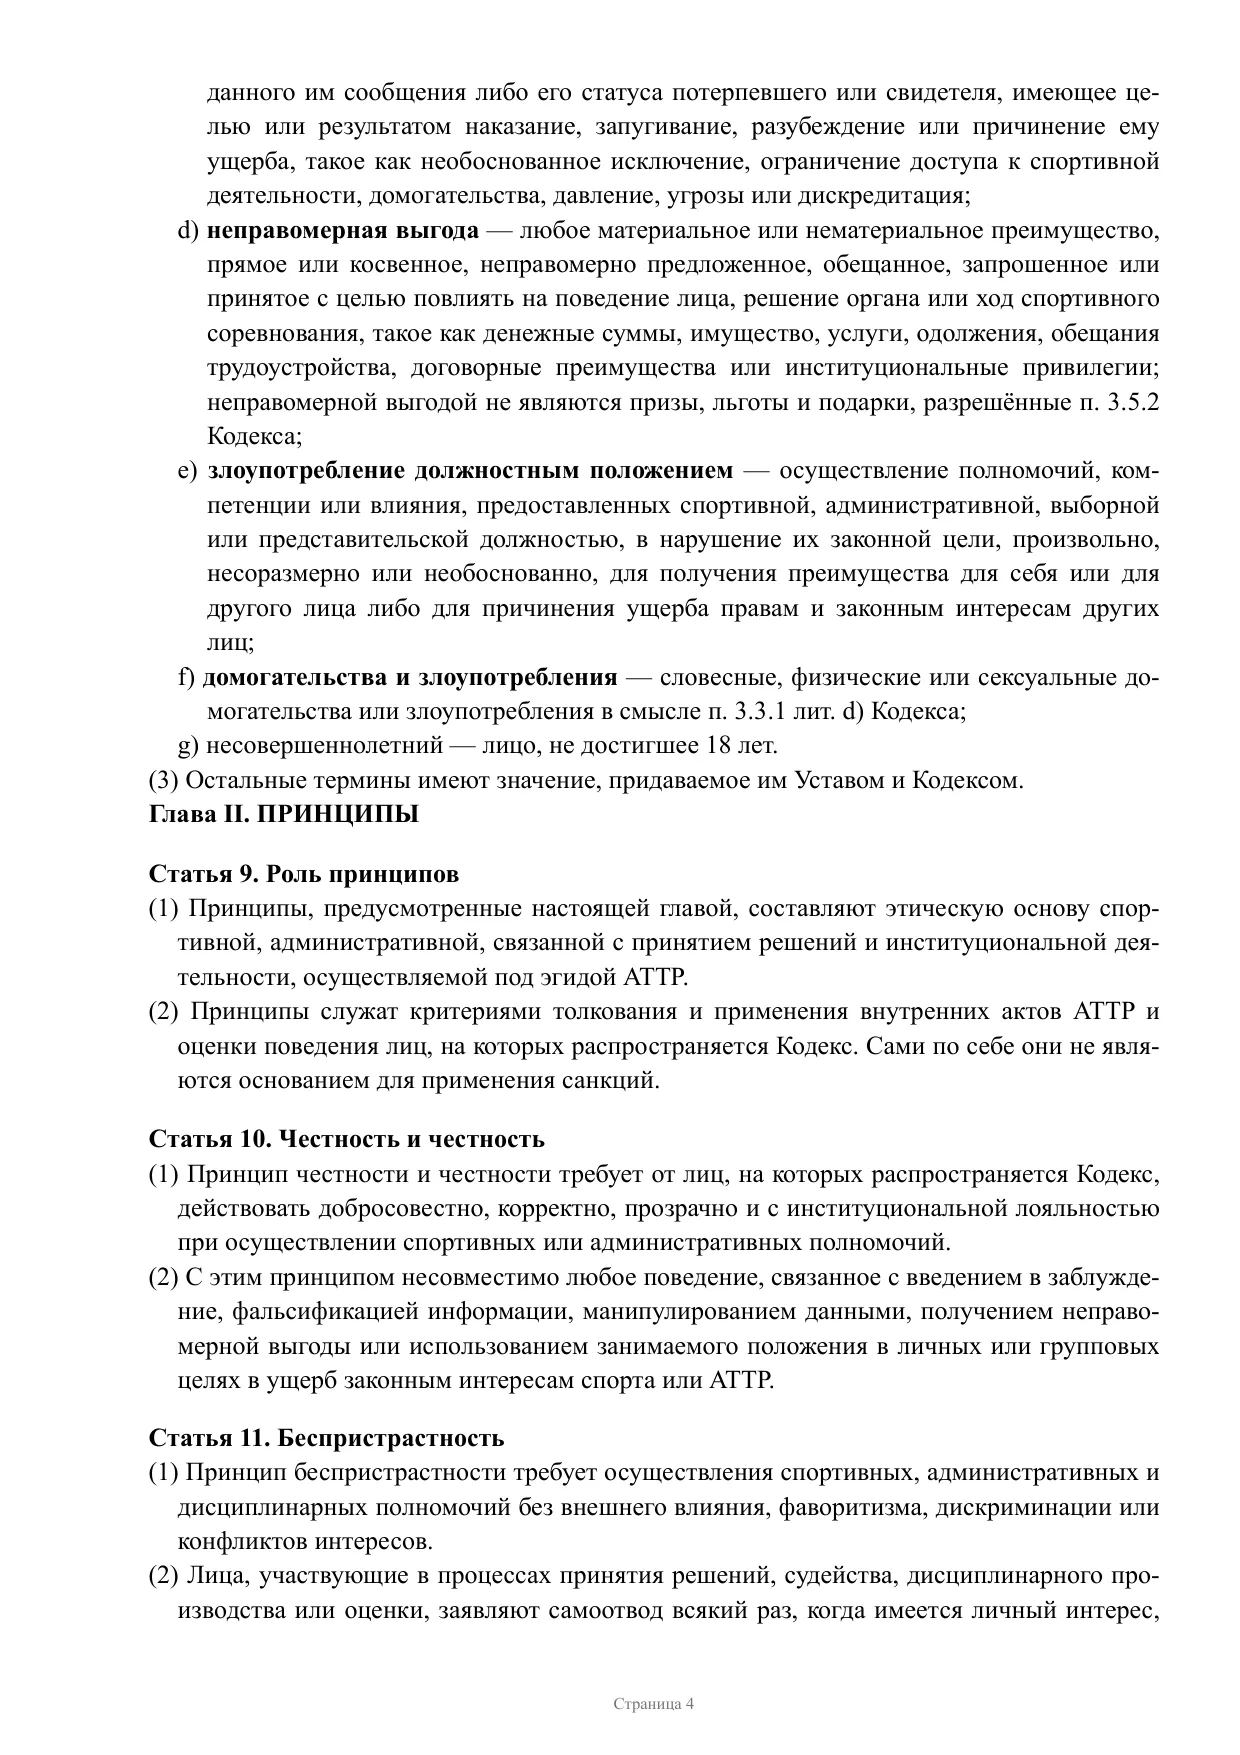 данного им сообщения либо его статуса потерпевшего или свидетеля, имеющее це-
лью или результатом наказание, запугивание, разубеждение или причинение ему
ущерба, такое как необоснованное исключение, ограничение доступа к спортивной
деятельности, домогательства, давление, угрозы или дискредитация;
d) неправомерная выгода — любое материальное или нематериальное преимущество,
прямое или косвенное, неправомерно предложенное, обещанное, запрошенное или
принятое с целью повлиять на поведение лица, решение органа или ход спортивного
соревнования, такое как денежные суммы, имущество, услуги, одолжения, обещания
трудоустройства, договорные преимущества или институциональные привилегии;
неправомерной выгодой не являются призы, льготы и подарки, разрешённые п. 3.5.2
Кодекса;
e) злоупотребление должностным положением — осуществление полномочий, ком-
петенции или влияния, предоставленных спортивной, административной, выборной
или представительской должностью, в нарушение их законной цели, произвольно,
несоразмерно или необоснованно, для получения преимущества для себя или для
другого лица либо для причинения ущерба правам и законным интересам других
лиц;
f) домогательства и злоупотребления — словесные, физические или сексуальные до-
могательства или злоупотребления в смысле п. 3.3.1 лит. d) Кодекса;
g) несовершеннолетний — лицо, не достигшее 18 лет.
(3) Остальные термины имеют значение, придаваемое им Уставом и Кодексом.
Глава II. ПРИНЦИПЫ
Статья 9. Роль принципов
(1) Принципы, предусмотренные настоящей главой, составляют этическую основу спор-
тивной, административной, связанной с принятием решений и институциональной дея-
тельности, осуществляемой под эгидой АТТР.
(2) Принципы служат критериями толкования и применения внутренних актов АТТР и
оценки поведения лиц, на которых распространяется Кодекс. Сами по себе они не явля-
ются основанием для применения санкций.
Статья 10. Честность и честность
(1) Принцип честности и честности требует от лиц, на которых распространяется Кодекс,
действовать добросовестно, корректно, прозрачно и с институциональной лояльностью
при осуществлении спортивных или административных полномочий.
(2) С этим принципом несовместимо любое поведение, связанное с введением в заблужде-
ние, фальсификацией информации, манипулированием данными, получением неправо-
мерной выгоды или использованием занимаемого положения в личных или групповых
целях в ущерб законным интересам спорта или АТТР.
Статья 11. Беспристрастность
(1) Принцип беспристрастности требует осуществления спортивных, административных и
дисциплинарных полномочий без внешнего влияния, фаворитизма, дискриминации или
конфликтов интересов.
(2) Лица, участвующие в процессах принятия решений, судейства, дисциплинарного про-
изводства или оценки, заявляют самоотвод всякий раз, когда имеется личный интерес,
Страница 4